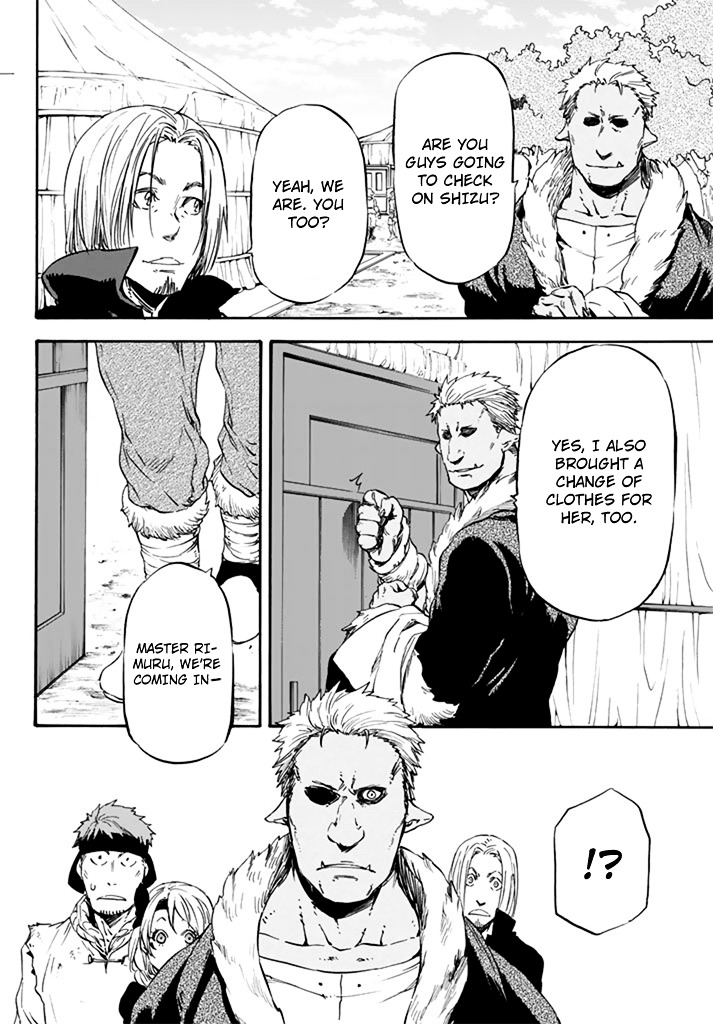 ARE YOU
GUYS GOING
TO CHECK
ON SHIZU?
YEAH, WE
ARE. YOU
TOO?
YES, I ALSO
BROUGHT A
CHANGE OF
CLOTHES FOR
HER, TOO.
MASTER RI-
MURU, WE'RE
COMING IN—
!?